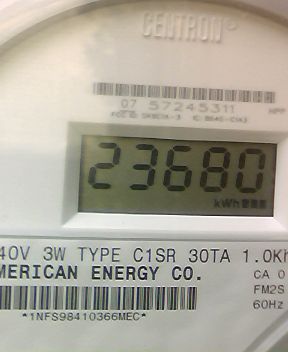 CENTRON®
07 57245311
23680
kWh
40V 3W TYPE C1SR 30TA 1.0Kh
MERICAN ENERGY CO.
CA 0
FM2S
60Hz
*1NFS98410366MEC*